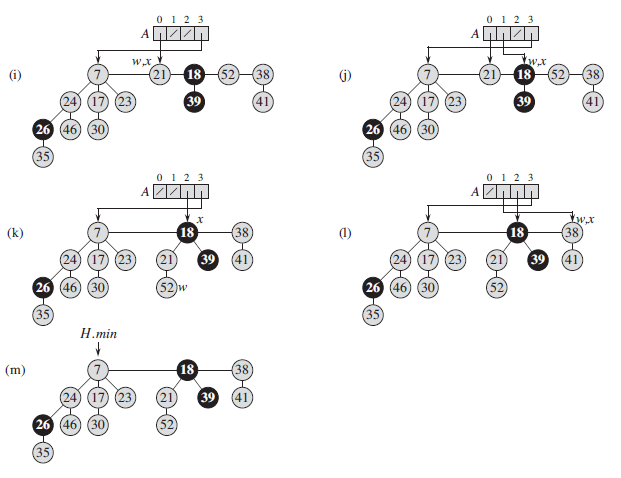 0 1 2 3 0 1 2 3
A A
w,x w,x
(i) 7 21 18 52 38 (j) 7 21 18 52 38
24 17 23 39 41 24 17 23 39 41
26 46 30 26 46 30
35 35
0 1 2 3 0 1 2 3
A A
x w,x
(k) 7 18 38 (l) 7 18 38
24 17 23 21 39 41 24 17 23 21 39 41
26 46 30 52 w 26 46 30 52
35 35
H.min
(m) 7 18 38
24 17 23 21 39 41
26 46 30 52
35